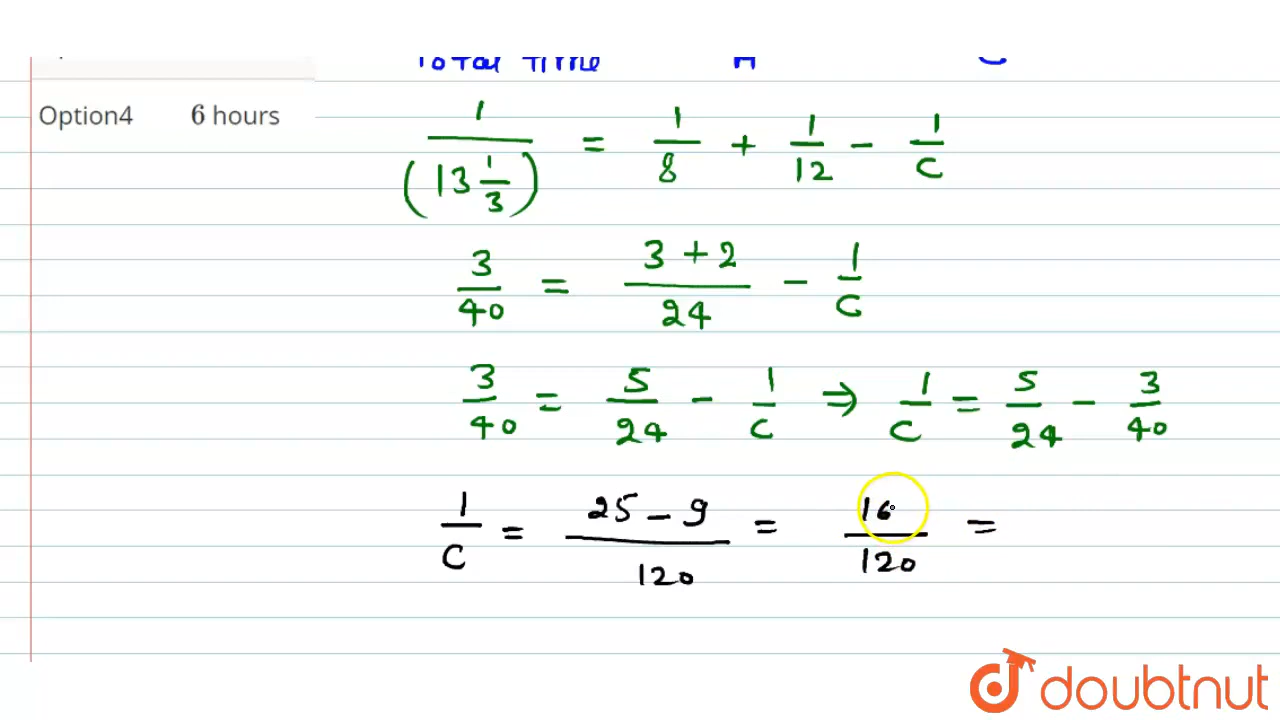 Total time A C
Option4 6 hours
1/(13 1/3) = 1/8 + 1/12 - 1/C
3/40 = (3 + 2)/24 - 1/C
3/40 = 5/24 - 1/C ⇒ 1/C = 5/24 - 3/40
1/C = (25 - 9)/120 = 16/120 =
doubtnut